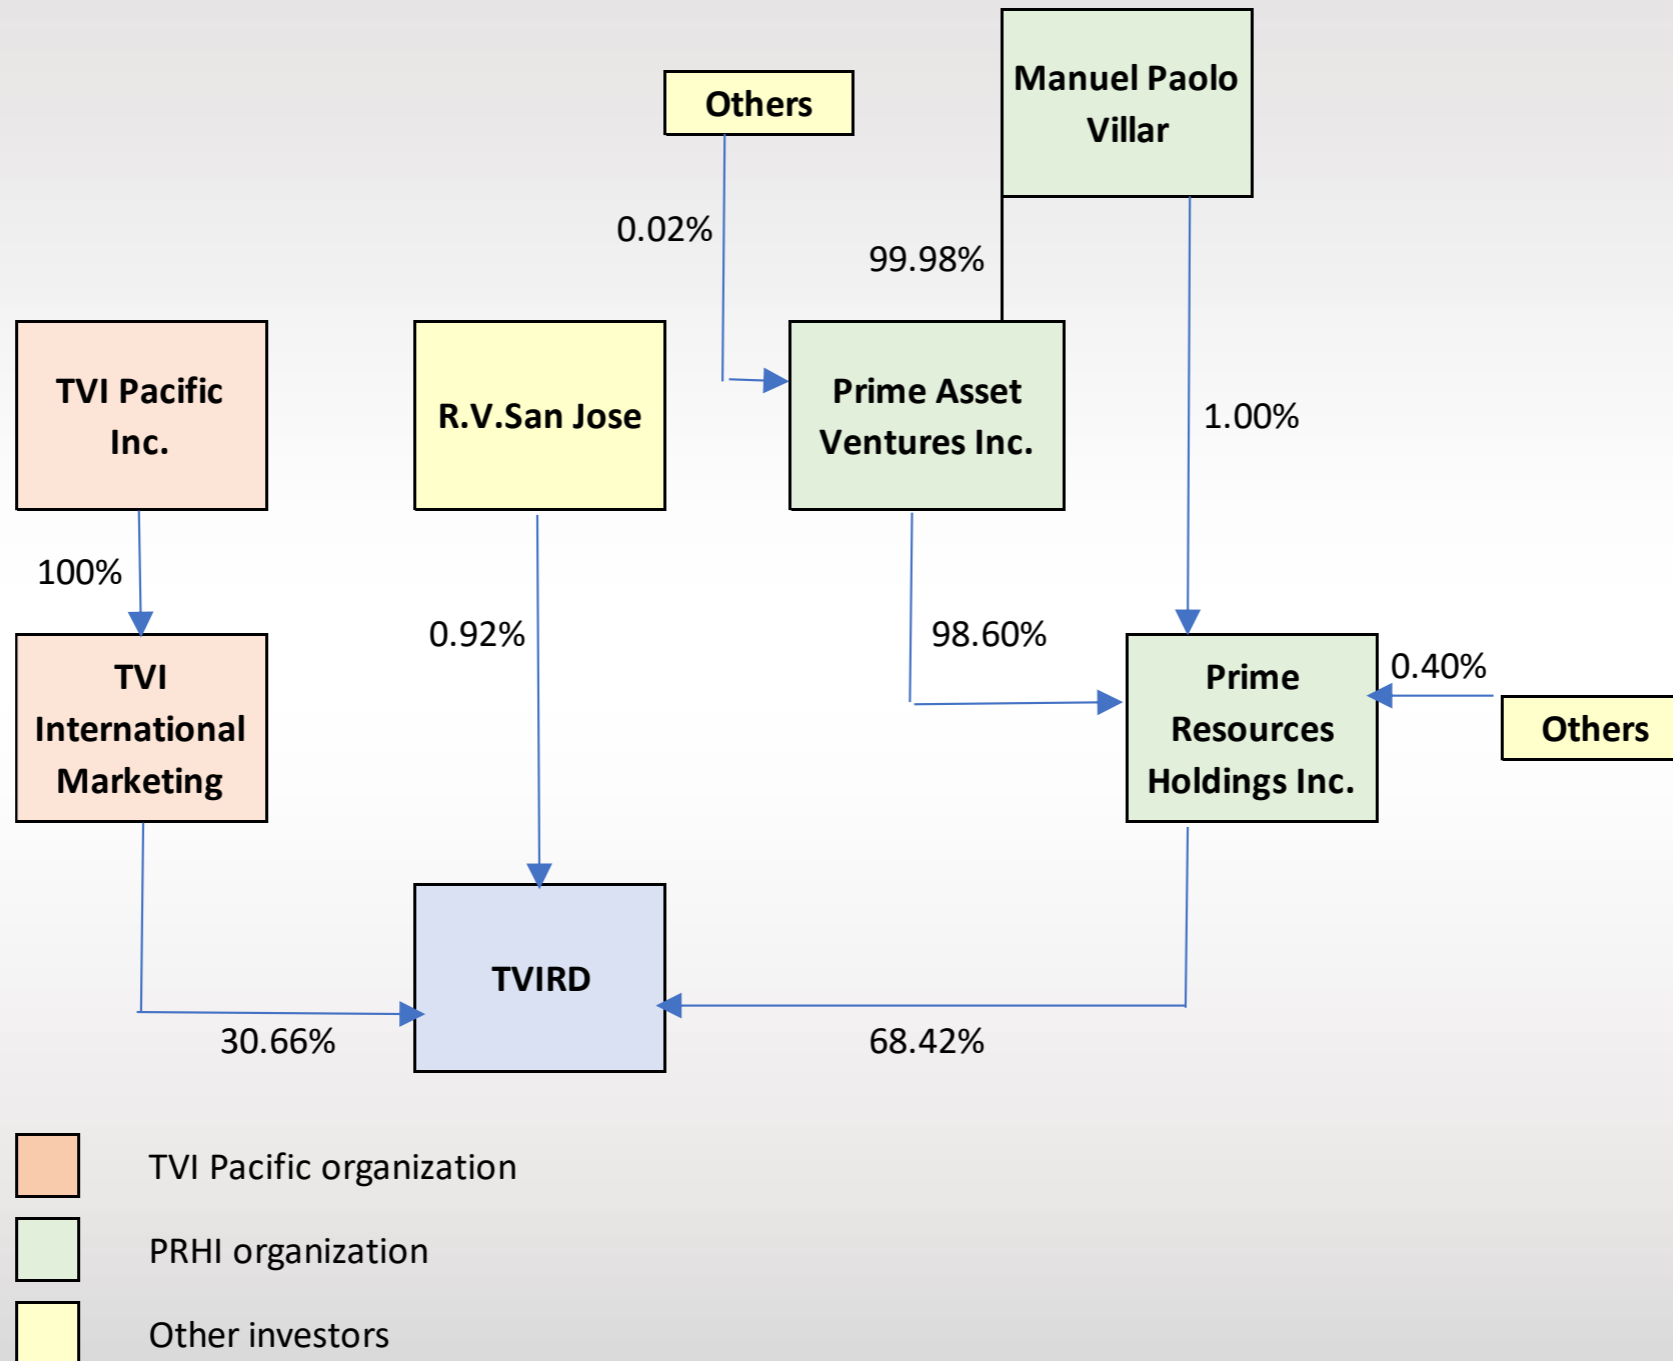 Others
Manuel Paolo
Villar
0.02%
99.98%
TVI Pacific
Inc.
R.V.San Jose
Prime Asset
Ventures Inc.
1.00%
100%
0.92%
98.60%
0.40%
TVI
International
Marketing
Prime
Resources
Holdings Inc.
Others
TVIRD
30.66%
68.42%
TVI Pacific organization
PRHI organization
Other investors